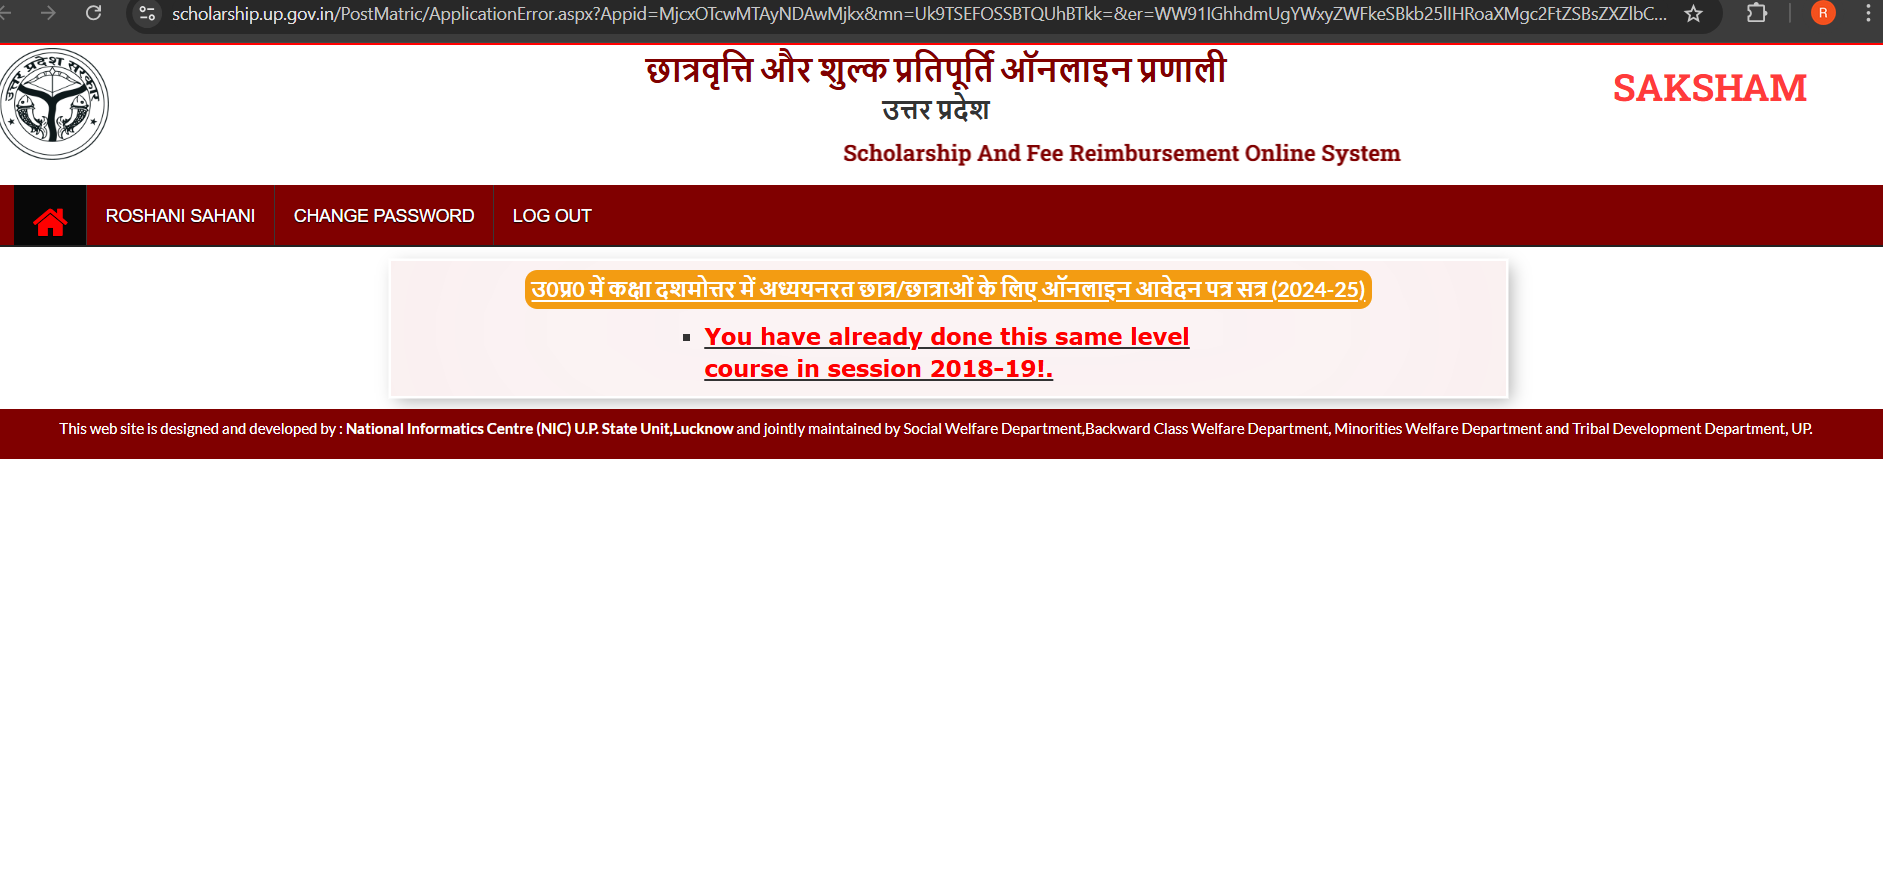 scholarship.up.gov.in/PostMatric/ApplicationError.aspx?Appid=MjcxOTcwMTAyNDAwMjkx&mn=Uk9TSEFOSSBTQUhBTkk=&er=WW91IGhhdmUgYWxyZWFkeSBkb25lIHRoaXMgc2FtZSBsZXZlbC...
R
उत्तर प्रदेश सरकार
छात्रवृत्ति और शुल्क प्रतिपूर्ति ऑनलाइन प्रणाली
उत्तर प्रदेश
SAKSHAM
Scholarship And Fee Reimbursement Online System
ROSHANI SAHANI CHANGE PASSWORD LOG OUT
उ0प्र0 में कक्षा दशमोत्तर में अध्ययनरत छात्र/छात्राओं के लिए ऑनलाइन आवेदन पत्र सत्र (2024-25)
You have already done this same level
course in session 2018-19!.
This web site is designed and developed by : National Informatics Centre (NIC) U.P. State Unit,Lucknow and jointly maintained by Social Welfare Department,Backward Class Welfare Department, Minorities Welfare Department and Tribal Development Department, UP.